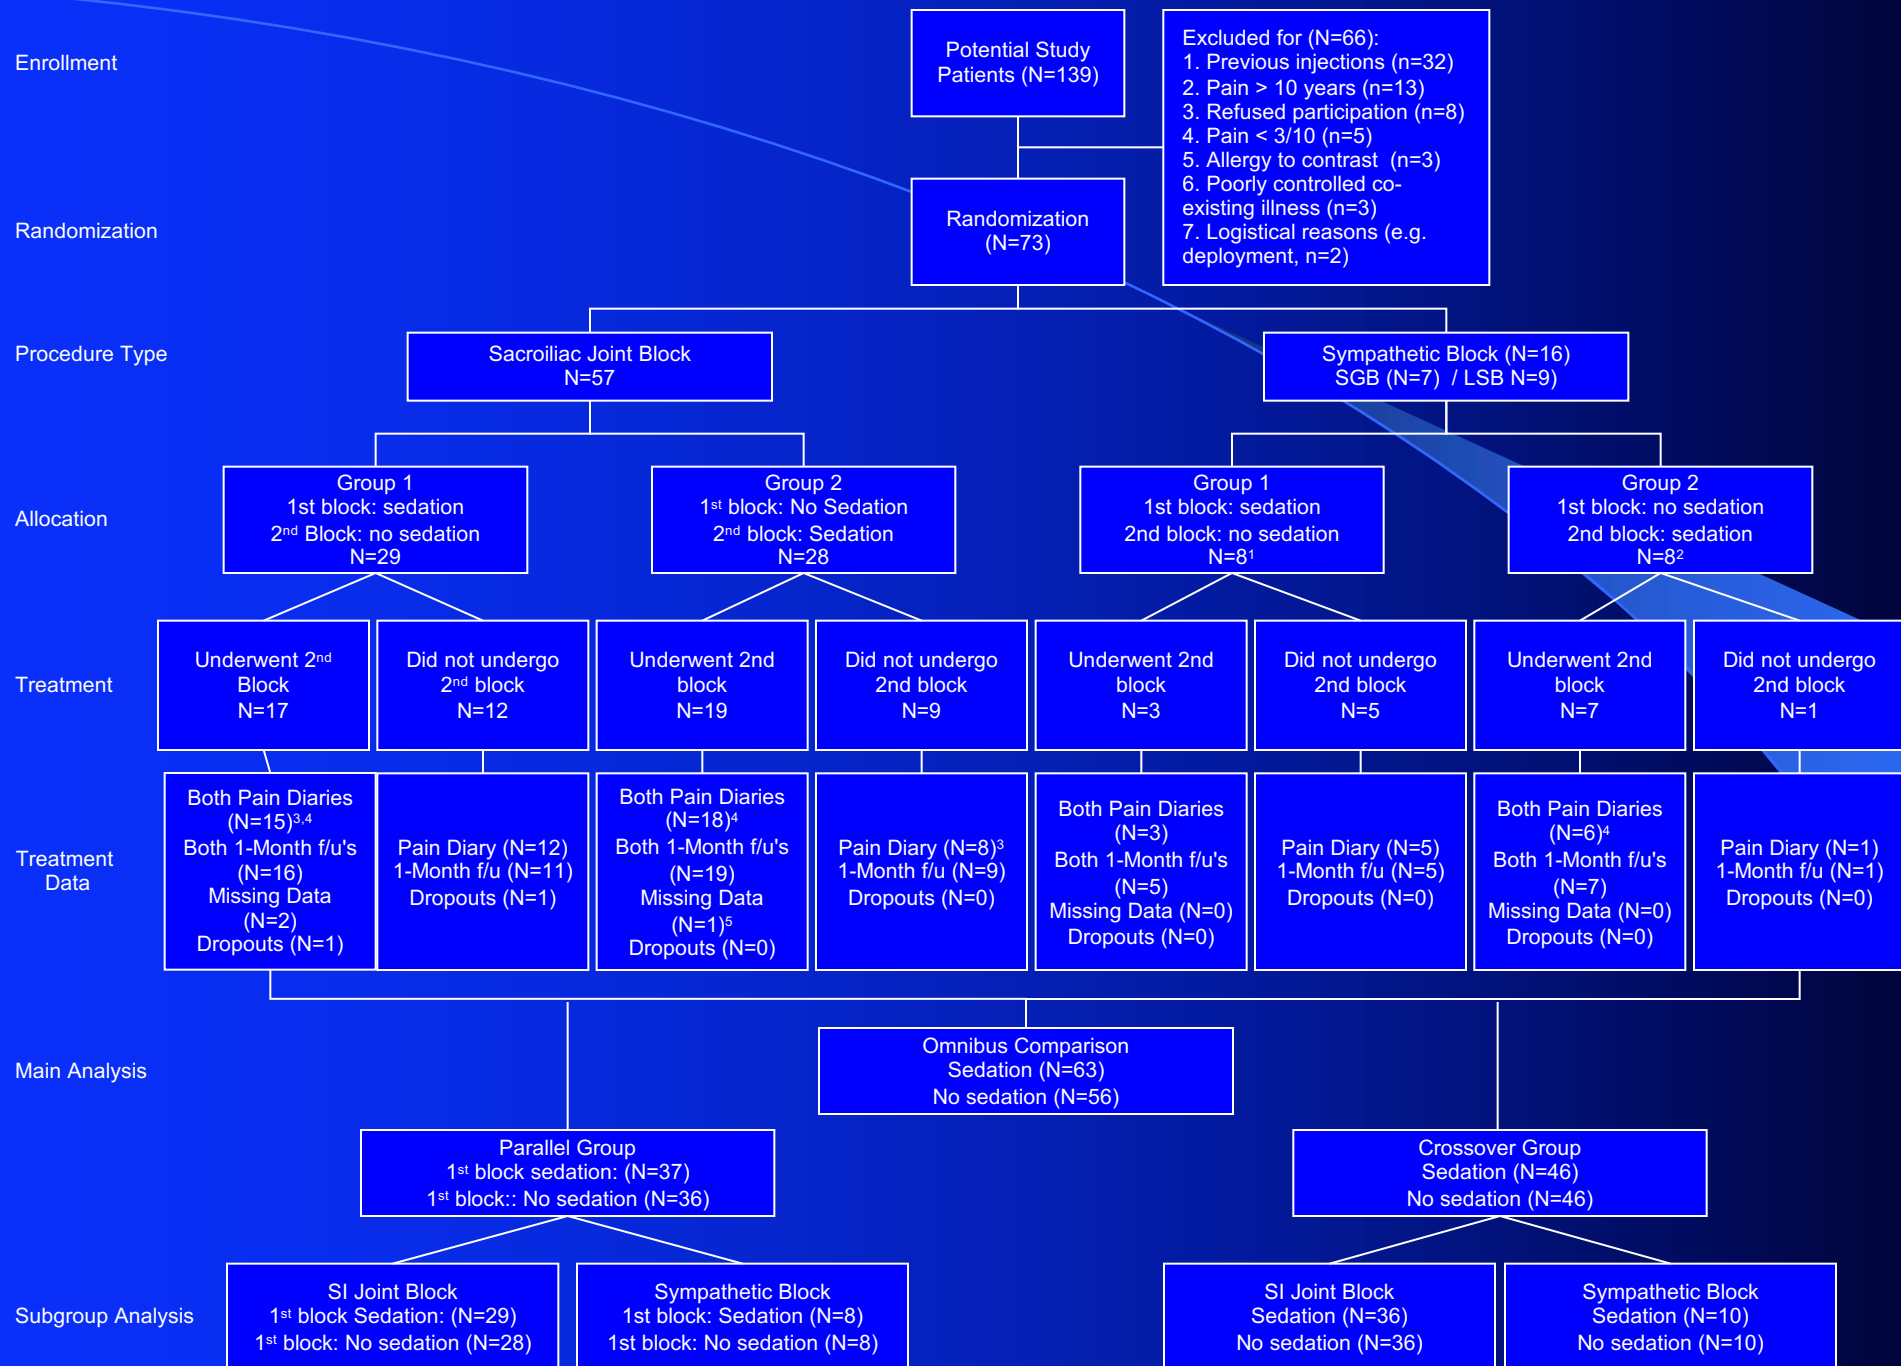 Enrollment
Potential Study
Patients (N=139)
Excluded for (N=66):
1. Previous injections (n=32)
2. Pain > 10 years (n=13)
3. Refused participation (n=8)
4. Pain < 3/10 (n=5)
5. Allergy to contrast  (n=3)
6. Poorly controlled co-
existing illness (n=3)
7. Logistical reasons (e.g.
deployment, n=2)
Randomization
Randomization
(N=73)
Procedure Type
Sacroiliac Joint Block
N=57
Sympathetic Block (N=16)
SGB (N=7)  / LSB N=9)
Allocation
Group 1
1st block: sedation
2nd Block: no sedation
N=29
Group 2
1st block: No Sedation
2nd block: Sedation
N=28
Group 1
1st block: sedation
2nd block: no sedation
N=8¹
Group 2
1st block: no sedation
2nd block: sedation
N=8²
Treatment
Underwent 2nd
Block
N=17
Did not undergo
2nd block
N=12
Underwent 2nd
block
N=19
Did not undergo
2nd block
N=9
Underwent 2nd
block
N=3
Did not undergo
2nd block
N=5
Underwent 2nd
block
N=7
Did not undergo
2nd block
N=1
Treatment
Data
Both Pain Diaries
(N=15)³,⁴
Both 1-Month f/u's
(N=16)
Missing Data
(N=2)
Dropouts (N=1)
Pain Diary (N=12)
1-Month f/u (N=11)
Dropouts (N=1)
Both Pain Diaries
(N=18)⁴
Both 1-Month f/u's
(N=19)
Missing Data
(N=1)⁵
Dropouts (N=0)
Pain Diary (N=8)³
1-Month f/u (N=9)
Dropouts (N=0)
Both Pain Diaries
(N=3)
Both 1-Month f/u's
(N=5)
Missing Data (N=0)
Dropouts (N=0)
Pain Diary (N=5)
1-Month f/u (N=5)
Dropouts (N=0)
Both Pain Diaries
(N=6)⁴
Both 1-Month f/u's
(N=7)
Missing Data (N=0)
Dropouts (N=0)
Pain Diary (N=1)
1-Month f/u (N=1)
Dropouts (N=0)
Main Analysis
Omnibus Comparison
Sedation (N=63)
No sedation (N=56)
Parallel Group
1st block sedation: (N=37)
1st block:: No sedation (N=36)
Crossover Group
Sedation (N=46)
No sedation (N=46)
Subgroup Analysis
SI Joint Block
1st block Sedation: (N=29)
1st block: No sedation (N=28)
Sympathetic Block
1st block: Sedation (N=8)
1st block: No sedation (N=8)
SI Joint Block
Sedation (N=36)
No sedation (N=36)
Sympathetic Block
Sedation (N=10)
No sedation (N=10)